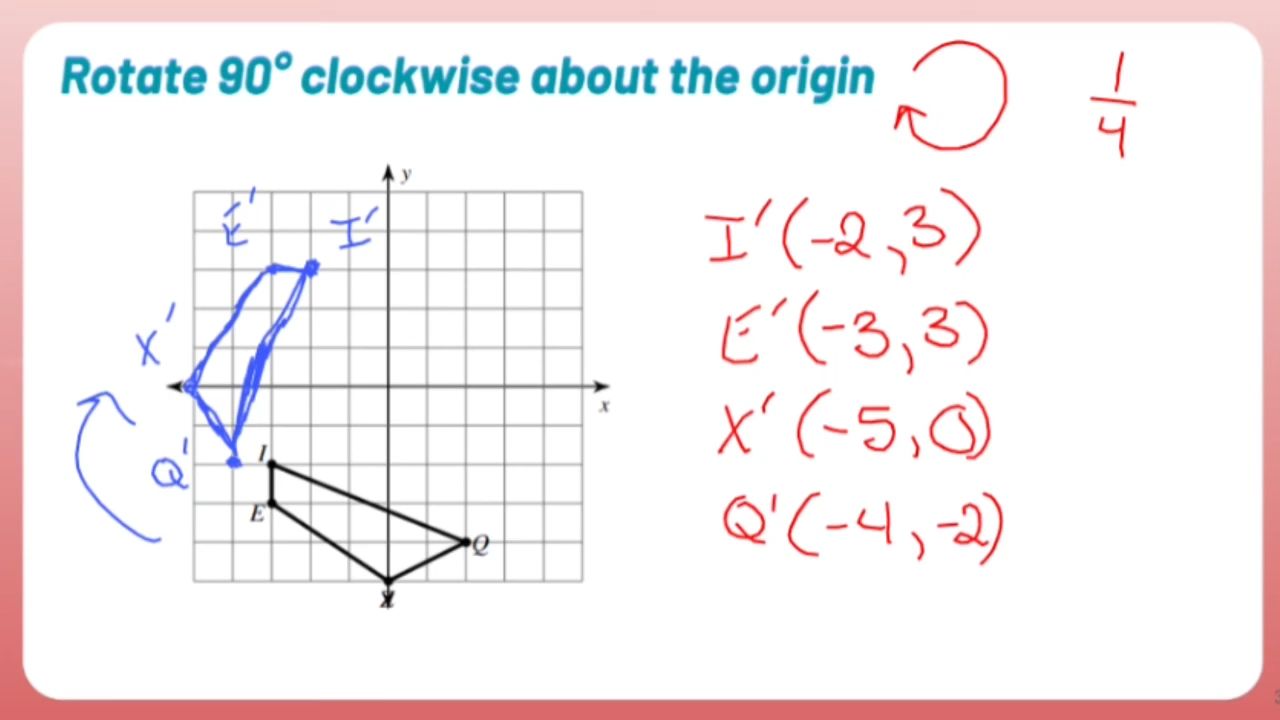 Rotate 90° clockwise about the origin
1/4
y
E'
I'
X'
x
Q'
I
E
Q
X
I'(-2,3)
E'(-3,3)
X'(-5,0)
Q'(-4,-2)